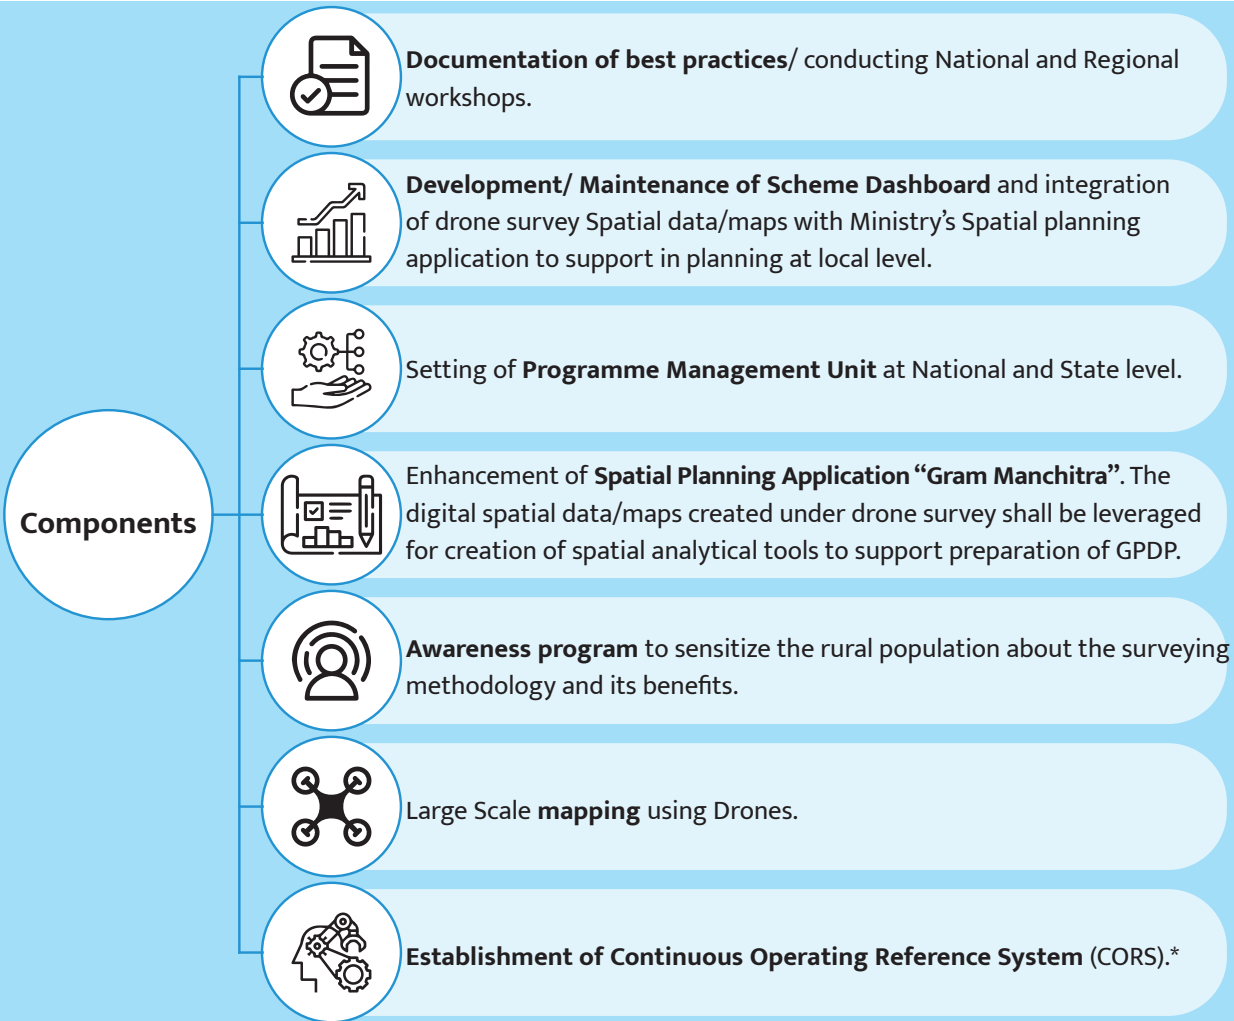 Documentation of best practices/ conducting National and Regional
workshops.
Development/ Maintenance of Scheme Dashboard and integration
of drone survey Spatial data/maps with Ministry’s Spatial planning
application to support in planning at local level.
Setting of Programme Management Unit at National and State level.
Components
Enhancement of Spatial Planning Application “Gram Manchitra”. The
digital spatial data/maps created under drone survey shall be leveraged
for creation of spatial analytical tools to support preparation of GPDP.
Awareness program to sensitize the rural population about the surveying
methodology and its benefits.
Large Scale mapping using Drones.
Establishment of Continuous Operating Reference System (CORS).*